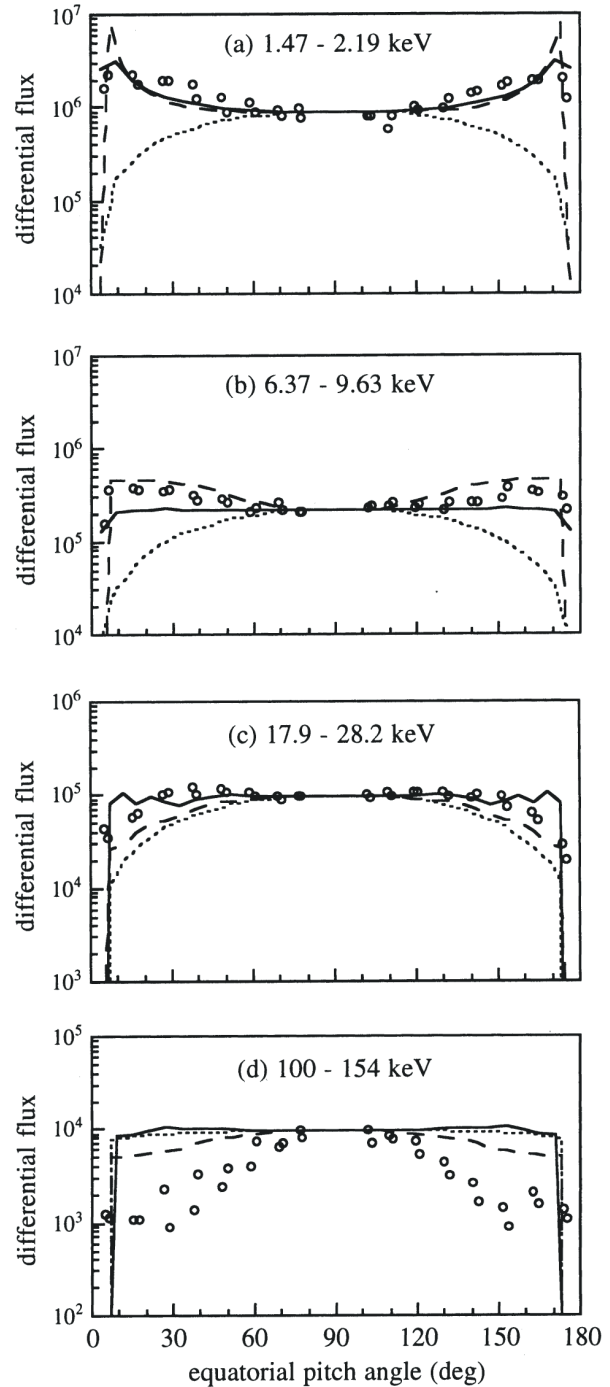 (a) 1.47 - 2.19 keV
differential flux
10⁷
10⁶
10⁵
10⁴
(b) 6.37 - 9.63 keV
differential flux
10⁷
10⁶
10⁵
10⁴
(c) 17.9 - 28.2 keV
differential flux
10⁶
10⁵
10⁴
10³
(d) 100 - 154 keV
differential flux
10⁵
10⁴
10³
10²
0 30 60 90 120 150 180
equatorial pitch angle (deg)